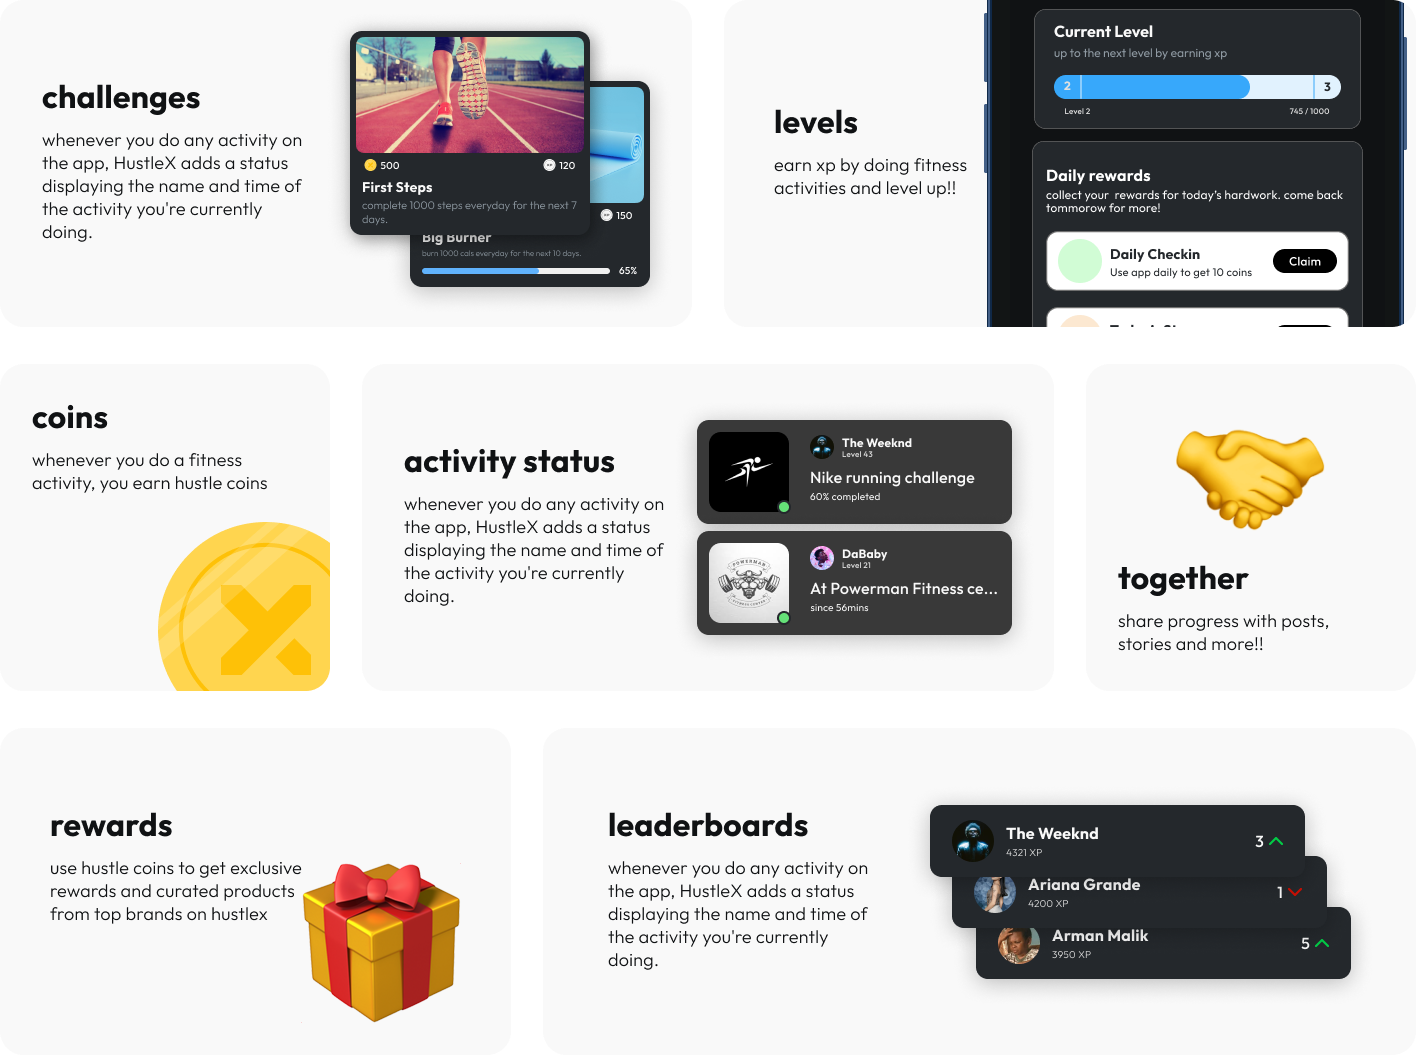 challenges
whenever you do any activity on
the app, HustleX adds a status
displaying the name and time of
the activity you're currently
doing.
500
120
First Steps
complete 1000 steps everyday for the next 7
days.
150
Big Burner
burn 1000 cals everyday for the next 10 days.
65%
levels
earn xp by doing fitness
activities and level up!!
Current Level
up to the next level by earning xp
2
3
Level 2
745 / 1000
Daily rewards
collect your rewards for today's hardwork. come back
tommorow for more!
Daily Checkin
Use app daily to get 10 coins
Claim
coins
whenever you do a fitness
activity, you earn hustle coins
activity status
whenever you do any activity on
the app, HustleX adds a status
displaying the name and time of
the activity you're currently
doing.
The Weeknd
Level 43
Nike running challenge
60% completed
POWERMAN
FITNESS CENTER
DaBaby
Level 21
At Powerman Fitness ce...
since 56mins
together
share progress with posts,
stories and more!!
rewards
use hustle coins to get exclusive
rewards and curated products
from top brands on hustlex
leaderboards
whenever you do any activity on
the app, HustleX adds a status
displaying the name and time of
the activity you're currently
doing.
The Weeknd
4321 XP
3
Ariana Grande
4200 XP
1
Arman Malik
3950 XP
5